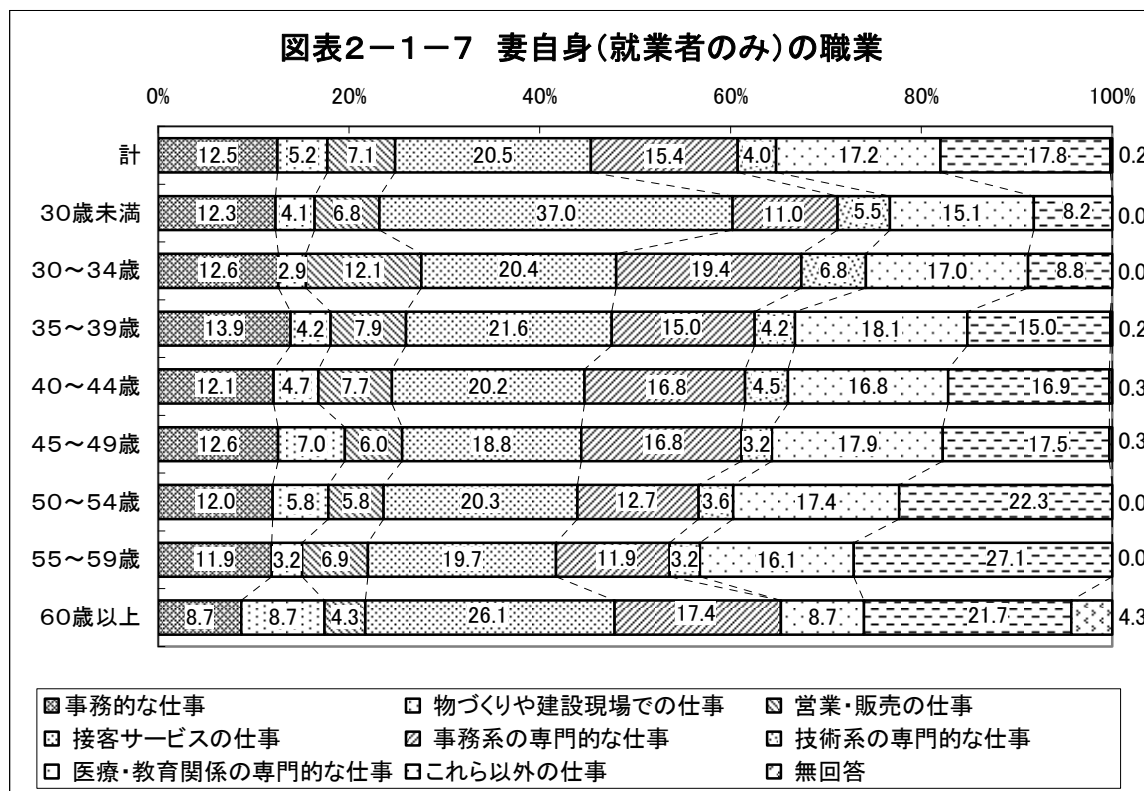 図表2－1－7 妻自身(就業者のみ)の職業
0% 20% 40% 60% 80% 100%
計 12.5 5.2 7.1 20.5 15.4 4.0 17.2 17.8 0.2
30歳未満 12.3 4.1 6.8 37.0 11.0 5.5 15.1 8.2 0.0
30～34歳 12.6 2.9 12.1 20.4 19.4 6.8 17.0 8.8 0.0
35～39歳 13.9 4.2 7.9 21.6 15.0 4.2 18.1 15.0 0.2
40～44歳 12.1 4.7 7.7 20.2 16.8 4.5 16.8 16.9 0.3
45～49歳 12.6 7.0 6.0 18.8 16.8 3.2 17.9 17.5 0.3
50～54歳 12.0 5.8 5.8 20.3 12.7 3.6 17.4 22.3 0.0
55～59歳 11.9 3.2 6.9 19.7 11.9 3.2 16.1 27.1 0.0
60歳以上 8.7 8.7 4.3 26.1 17.4 8.7 21.7 4.3
事務的な仕事 物づくりや建設現場での仕事 営業・販売の仕事
接客サービスの仕事 事務系の専門的な仕事 技術系の専門的な仕事
医療・教育関係の専門的な仕事 これら以外の仕事 無回答